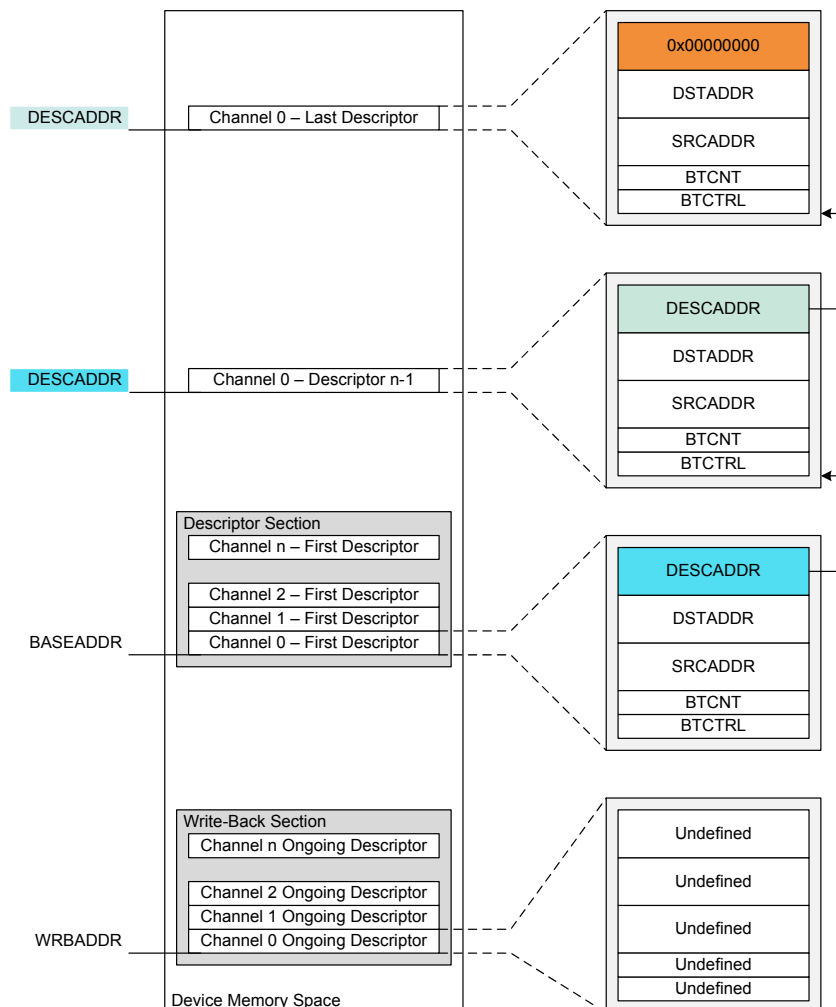 0x00000000
DSTADDR
DESCADDR
Channel 0 – Last Descriptor
SRCADDR
BTCNT
BTCTRL
DESCADDR
DSTADDR
DESCADDR
Channel 0 – Descriptor n-1
SRCADDR
BTCNT
BTCTRL
Descriptor Section
Channel n – First Descriptor
DESCADDR
Channel 2 – First Descriptor
Channel 1 – First Descriptor
DSTADDR
BASEADDR
Channel 0 – First Descriptor
SRCADDR
BTCNT
BTCTRL
Write-Back Section
Channel n Ongoing Descriptor
Undefined
Channel 2 Ongoing Descriptor
Undefined
Channel 1 Ongoing Descriptor
Undefined
WRBADDR
Channel 0 Ongoing Descriptor
Undefined
Undefined
Device Memory Space